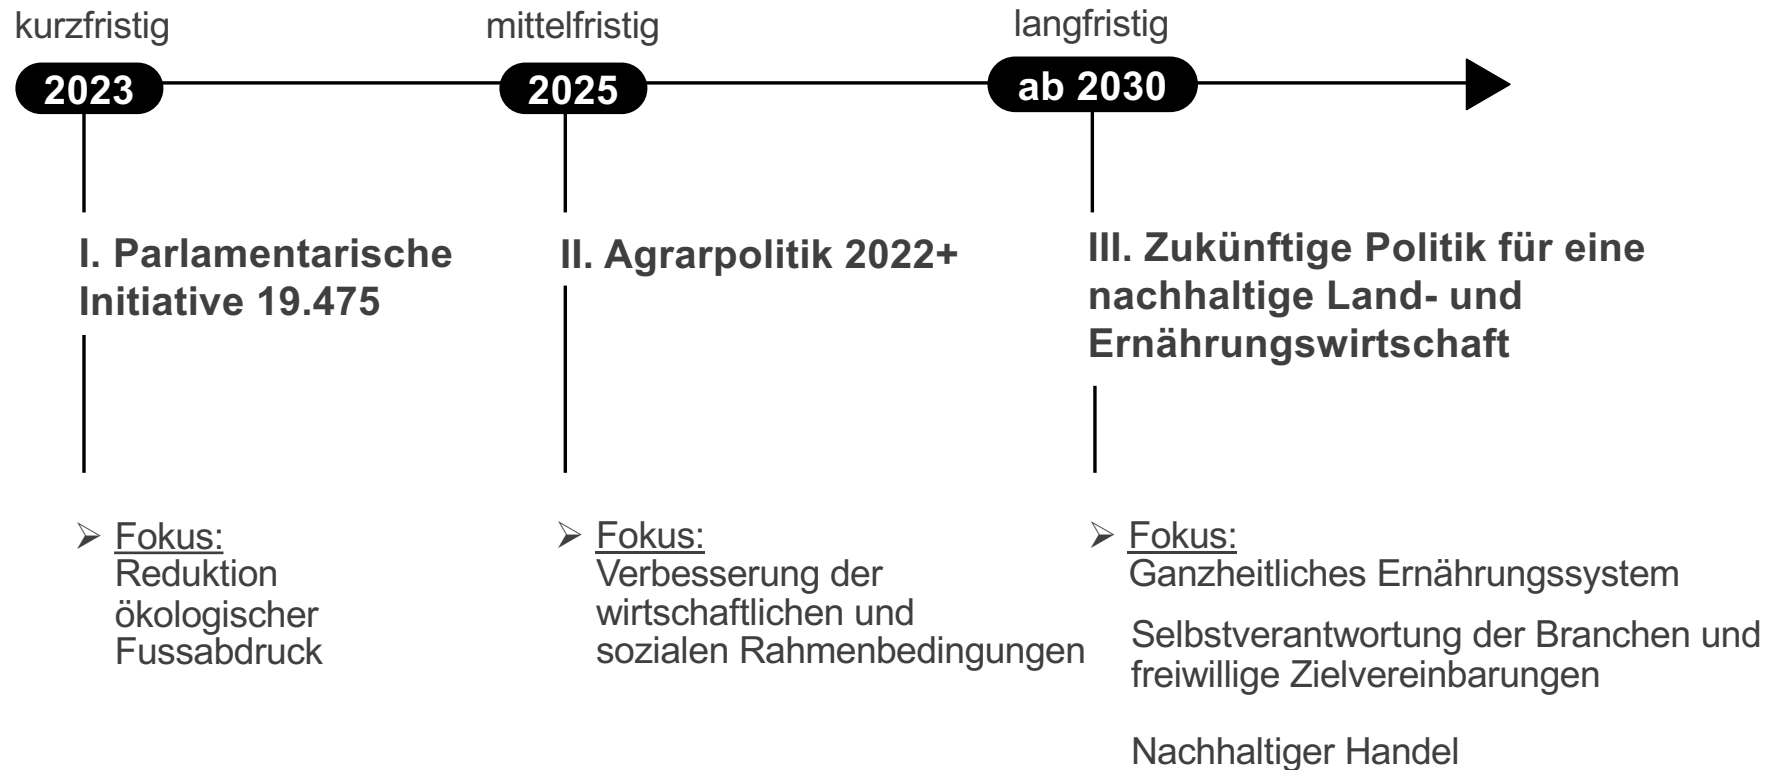 kurzfristig
mittelfristig
langfristig
2023
2025
ab 2030
I. Parlamentarische
Initiative 19.475
II. Agrarpolitik 2022+
III. Zukünftige Politik für eine
nachhaltige Land- und
Ernährungswirtschaft
➢ Fokus:
Reduktion
ökologischer
Fussabdruck
➢ Fokus:
Verbesserung der
wirtschaftlichen und
sozialen Rahmenbedingungen
➢ Fokus:
Ganzheitliches Ernährungssystem
Selbstverantwortung der Branchen und
freiwillige Zielvereinbarungen
Nachhaltiger Handel